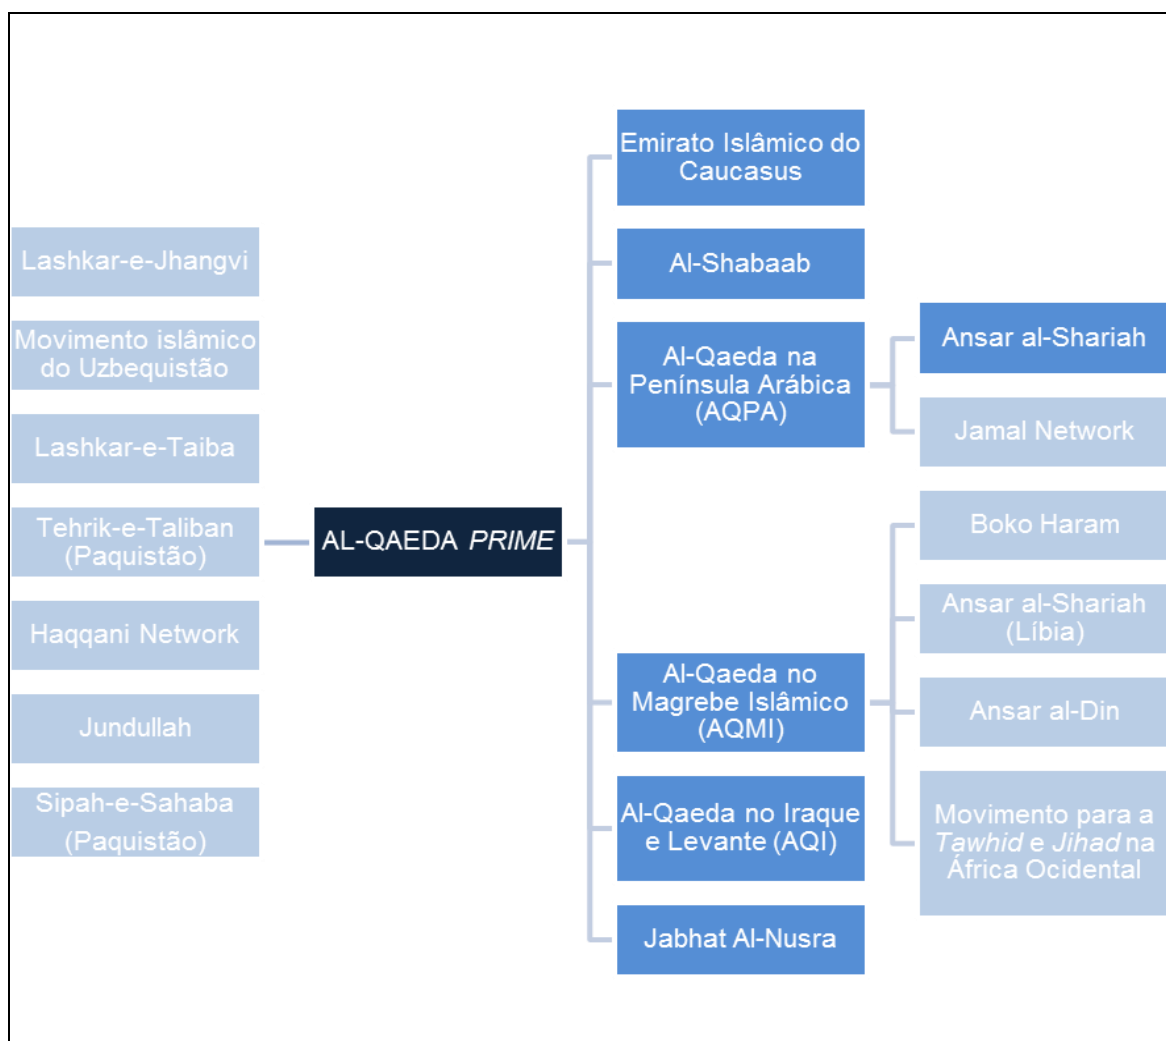 Lashkar-e-Jhangvi
Movimento islâmico
do Uzbequistão
Lashkar-e-Taiba
Tehrik-e-Taliban
(Paquistão)
Haqqani Network
Jundullah
Sipah-e-Sahaba
(Paquistão)
AL-QAEDA PRIME
Emirato Islâmico do
Caucasus
Al-Shabaab
Al-Qaeda na
Península Arábica
(AQPA)
Al-Qaeda no
Magrebe Islâmico
(AQMI)
Al-Qaeda no Iraque
e Levante (AQI)
Jabhat Al-Nusra
Ansar al-Shariah
Jamal Network
Boko Haram
Ansar al-Shariah
(Líbia)
Ansar al-Din
Movimento para a
Tawhid e Jihad na
África Ocidental